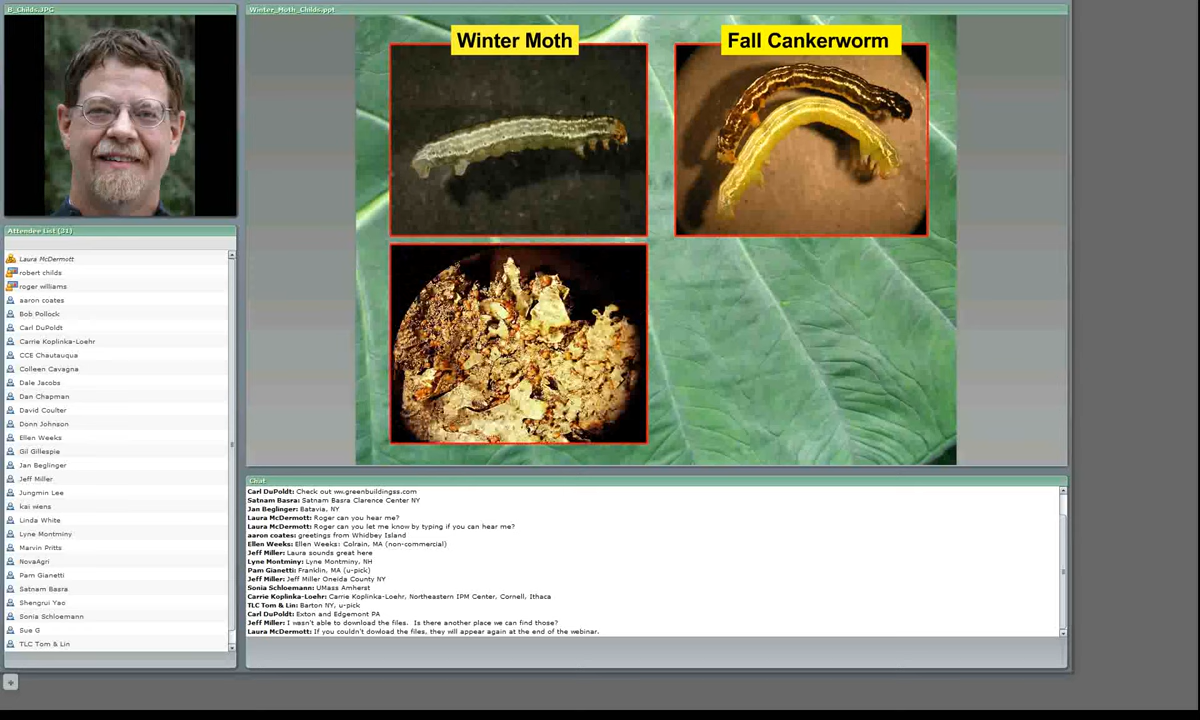 B_Childs.JPG
Attendee List (31)
Laura McDermott
robert childs
roger williams
aaron coates
Bob Pollock
Carl DuPoldt
Carrie Koplinka-Loehr
CCE Chautauqua
Colleen Cavagna
Dale Jacobs
Dan Chapman
David Coulter
Donn Johnson
Ellen Weeks
Gil Gillespie
Jan Beglinger
Jeff Miller
Jungmin Lee
kai wiens
Linda White
Lyne Montminy
Marvin Pritts
NovaAgri
Pam Gianetti
Satnam Basra
Shengrui Yao
Sonia Schloemann
Sue G
TLC Tom & Lin
Winter_Moth_Childs.ppt
Winter Moth
Fall Cankerworm
Chat
Carl DuPoldt: Check out ww.greenbuildingss.com
Satnam Basra: Satnam Basra Clarence Center NY
Jan Beglinger: Batavia, NY
Laura McDermott: Roger can you hear me?
Laura McDermott: Roger can you let me know by typing if you can hear me?
aaron coates: greetings from Whidbey Island
Ellen Weeks: Ellen Weeks: Colrain, MA (non-commercial)
Jeff Miller: Laura sounds great here
Lyne Montminy: Lyne Montminy, NH
Pam Gianetti: Franklin, MA (u-pick)
Jeff Miller: Jeff Miller Oneida County NY
Sonia Schloemann: UMass Amherst
Carrie Koplinka-Loehr: Carrie Koplinka-Loehr, Northeastern IPM Center, Cornell, Ithaca
TLC Tom & Lin: Barton NY, u-pick
Carl DuPoldt: Exton and Edgemont PA
Jeff Miller: I wasn't able to download the files. Is there another place we can find those?
Laura McDermott: If you couldn't dowload the files, they will appear again at the end of the webinar.